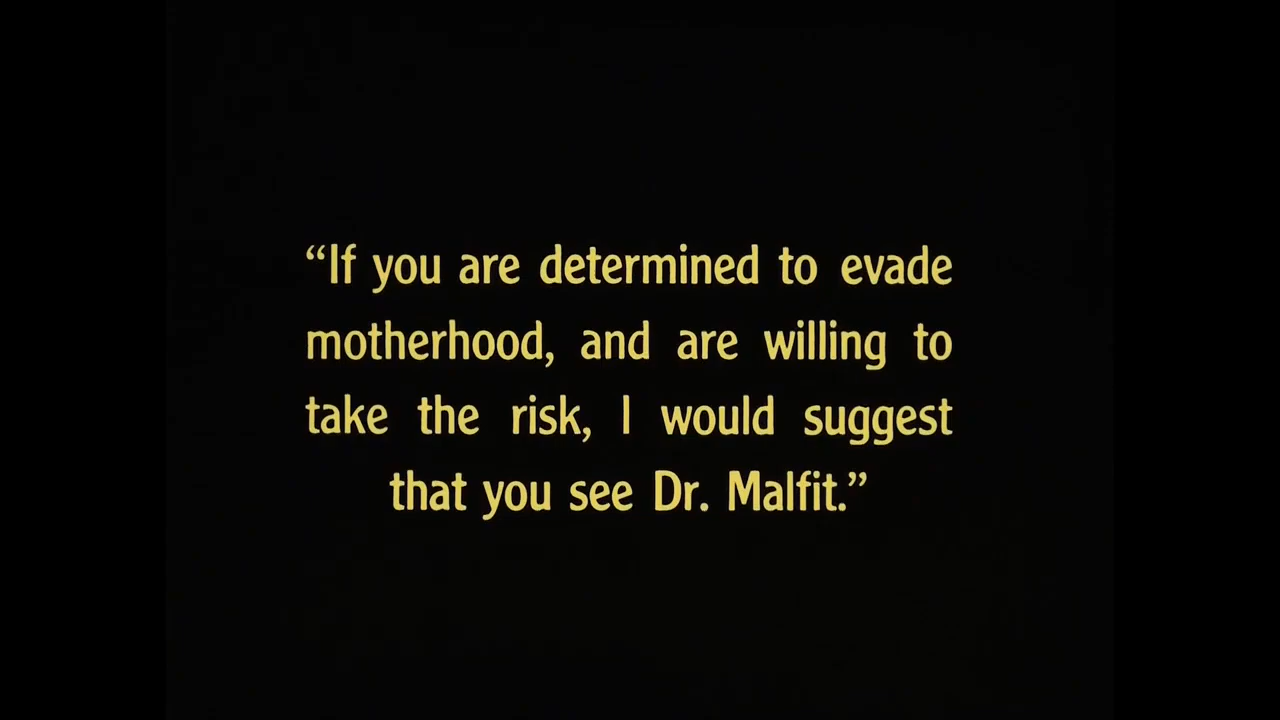 “If you are determined to evade
motherhood, and are willing to
take the risk, I would suggest
that you see Dr. Malfit.”